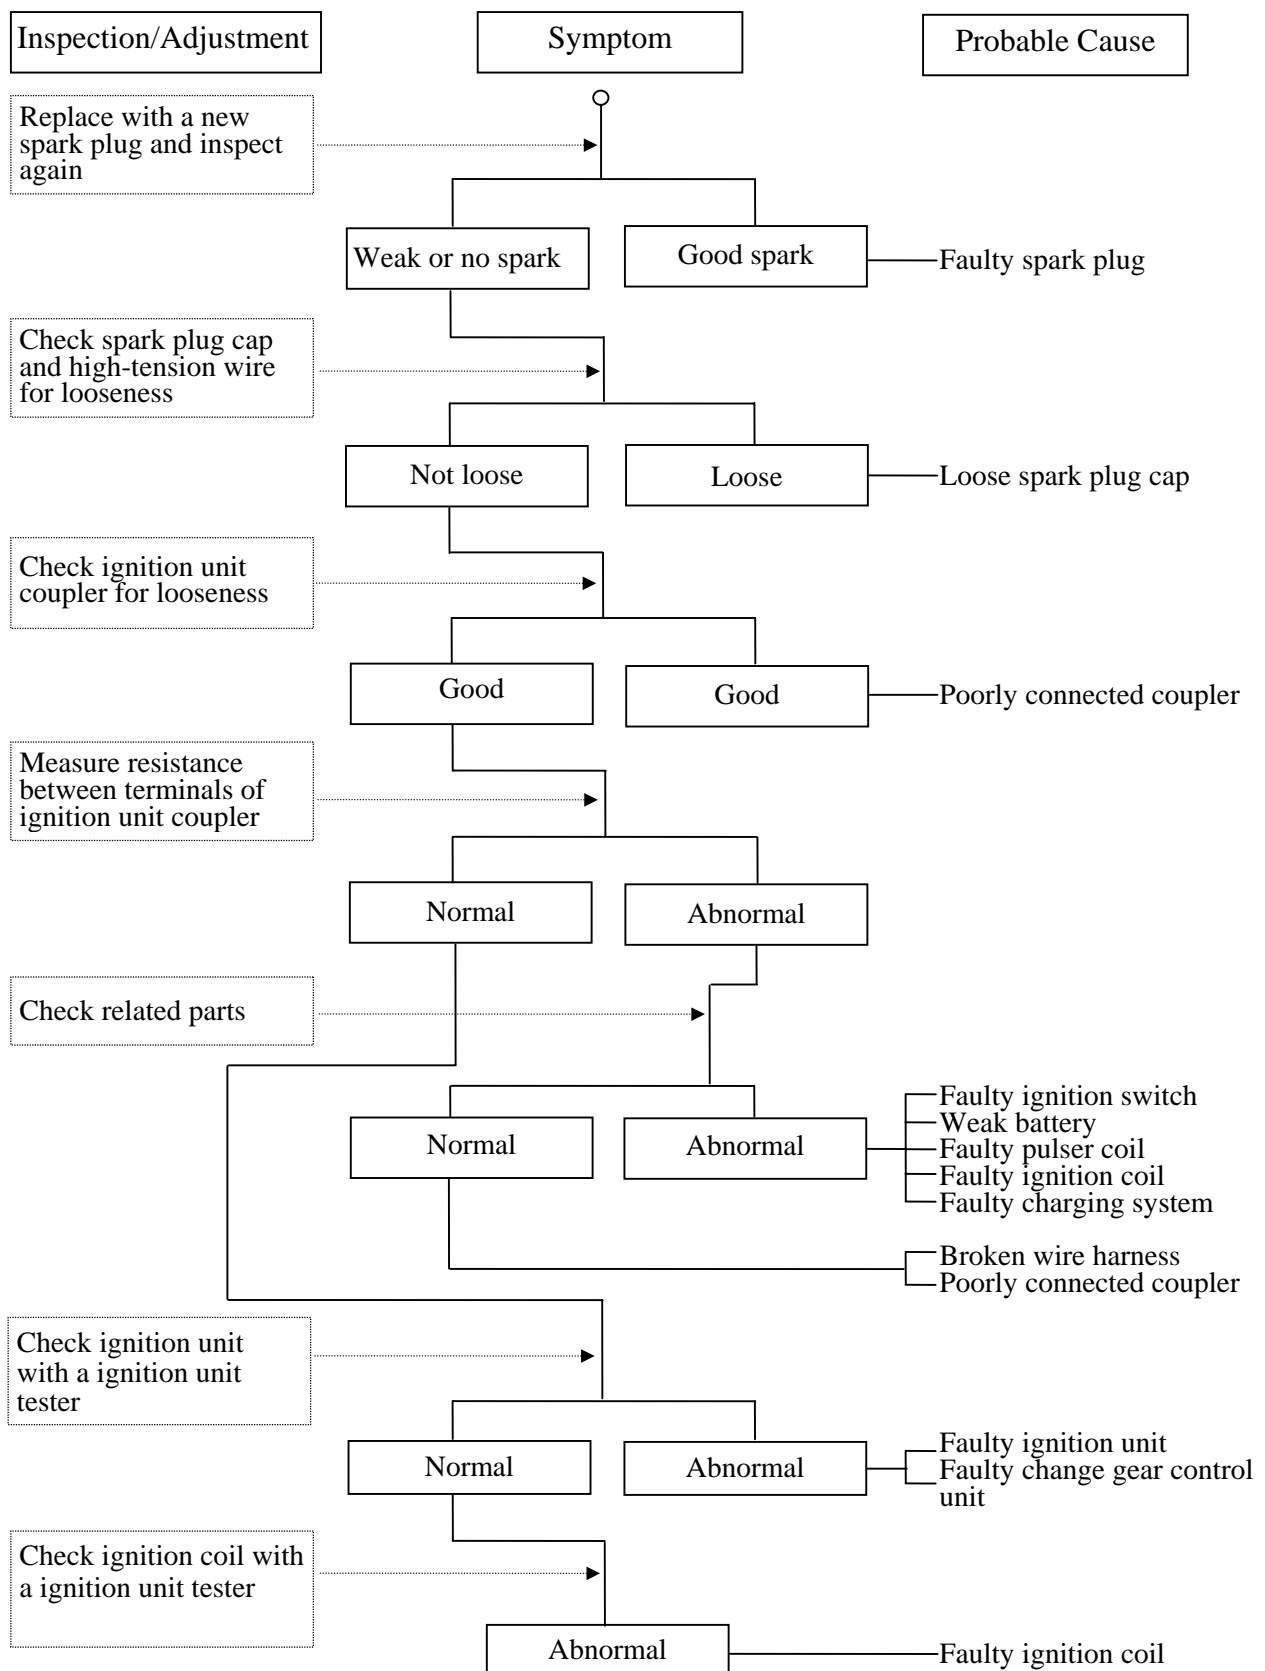 Inspection/Adjustment
Symptom
Probable Cause
Replace with a new
spark plug and inspect
again
Weak or no spark
Good spark
Faulty spark plug
Check spark plug cap
and high-tension wire
for looseness
Not loose
Loose
Loose spark plug cap
Check ignition unit
coupler for looseness
Good
Good
Poorly connected coupler
Measure resistance
between terminals of
ignition unit coupler
Normal
Abnormal
Check related parts
Normal
Abnormal
Faulty ignition switch
Weak battery
Faulty pulser coil
Faulty ignition coil
Faulty charging system
Broken wire harness
Poorly connected coupler
Check ignition unit
with a ignition unit
tester
Normal
Abnormal
Faulty ignition unit
Faulty change gear control
unit
Check ignition coil with
a ignition unit tester
Abnormal
Faulty ignition coil